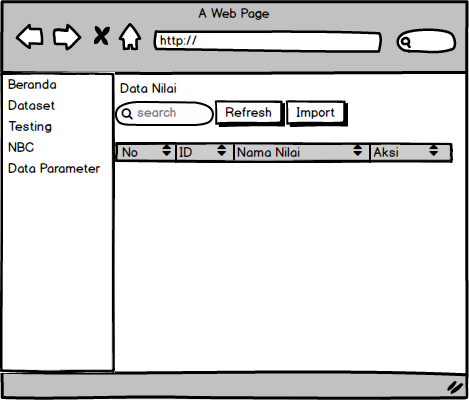 A Web Page
http://
Beranda
Dataset
Testing
NBC
Data Parameter
Data Nilai
search Refresh Import
No ID Nama Nilai Aksi